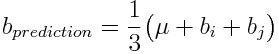 b_{prediction} = \frac{1}{3}(\mu + b_i + b_j)